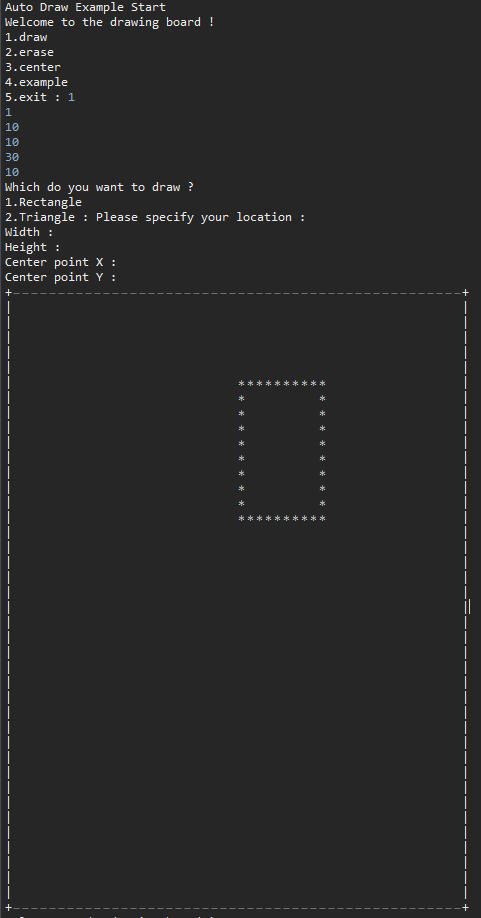 Auto Draw Example Start
Welcome to the drawing board !
1.draw
2.erase
3.center
4.example
5.exit : 1
1
10
10
30
10
Which do you want to draw ?
1.Rectangle
2.Triangle : Please specify your location :
Width :
Height :
Center point X :
Center point Y :